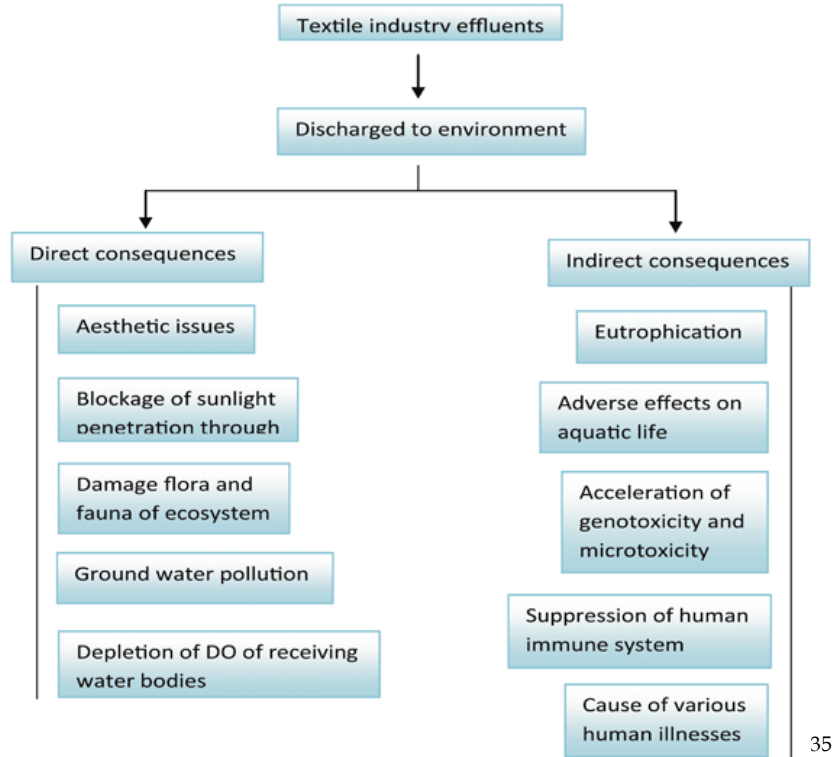 Textile industry effluents
Discharged to environment
Direct consequences
Aesthetic issues
Blockage of sunlight
penetration through
Damage flora and
fauna of ecosystem
Ground water pollution
Depletion of DO of receiving
water bodies
Indirect consequences
Eutrophication
Adverse effects on
aquatic life
Acceleration of
genotoxicity and
microtoxicity
Suppression of human
immune system
Cause of various
human illnesses
35